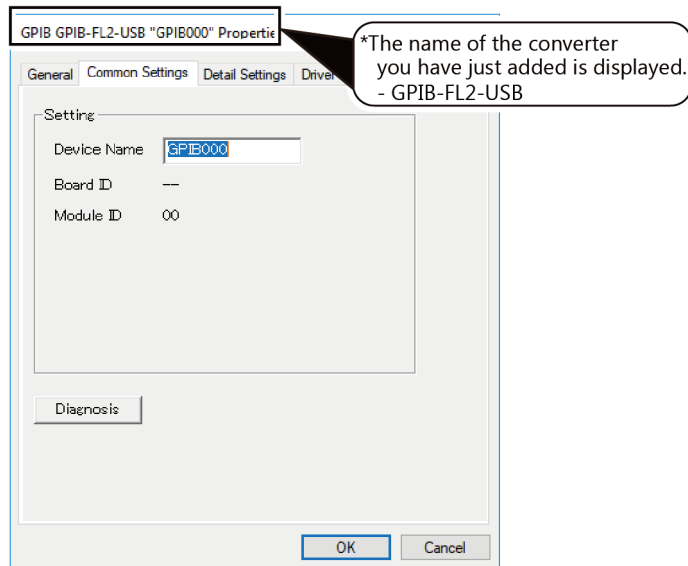 GPIB GPIB-FL2-USB "GPIB000" Propertie
*The name of the converter
you have just added is displayed.
- GPIB-FL2-USB
General Common Settings Detail Settings Driver
Setting
Device Name GPIB000
Board ID --
Module ID 00
Diagnosis
OK Cancel